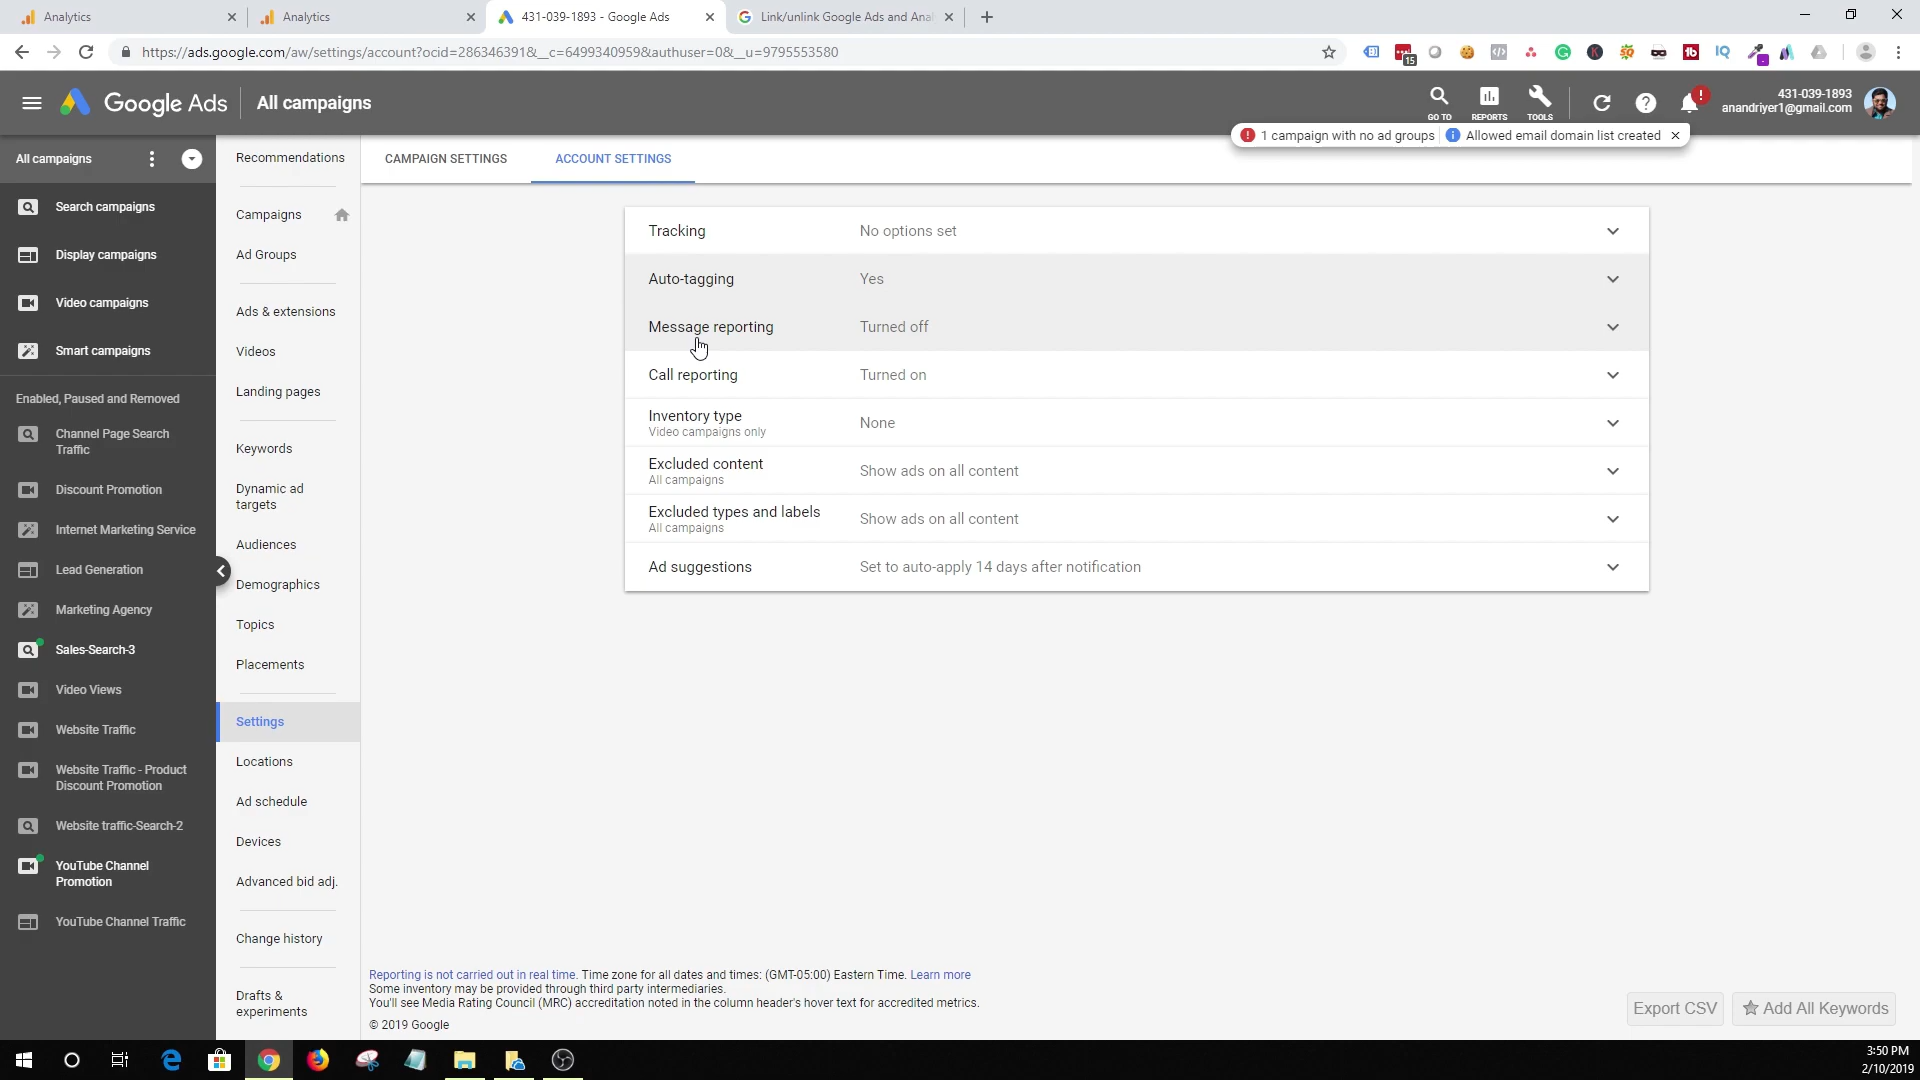 Analytics
Analytics
431-039-1893 - Google Ads
Link/unlink Google Ads and Ana
https://ads.google.com/aw/settings/account?ocid=286346391&__c=6499340959&authuser=0&__u=9795553580
15
Google Ads
All campaigns
GO TO
REPORTS
TOOLS
431-039-1893
anandriyer1@gmail.com
1 campaign with no ad groups
Allowed email domain list created
All campaigns
Search campaigns
Display campaigns
Video campaigns
Smart campaigns
Enabled, Paused and Removed
Channel Page Search
Traffic
Discount Promotion
Internet Marketing Service
Lead Generation
Marketing Agency
Sales-Search-3
Video Views
Website Traffic
Website Traffic - Product
Discount Promotion
Website traffic-Search-2
YouTube Channel
Promotion
YouTube Channel Traffic
Recommendations
Campaigns
Ad Groups
Ads & extensions
Videos
Landing pages
Keywords
Dynamic ad
targets
Audiences
Demographics
Topics
Placements
Settings
Locations
Ad schedule
Devices
Advanced bid adj.
Change history
Drafts &
experiments
CAMPAIGN SETTINGS
ACCOUNT SETTINGS
Tracking
No options set
Auto-tagging
Yes
Message reporting
Turned off
Call reporting
Turned on
Inventory type
Video campaigns only
None
Excluded content
All campaigns
Show ads on all content
Excluded types and labels
All campaigns
Show ads on all content
Ad suggestions
Set to auto-apply 14 days after notification
Reporting is not carried out in real time. Time zone for all dates and times: (GMT-05:00) Eastern Time. Learn more
Some inventory may be provided through third party intermediaries.
You'll see Media Rating Council (MRC) accreditation noted in the column header's hover text for accredited metrics.
© 2019 Google
Export CSV
Add All Keywords
3:50 PM
2/10/2019